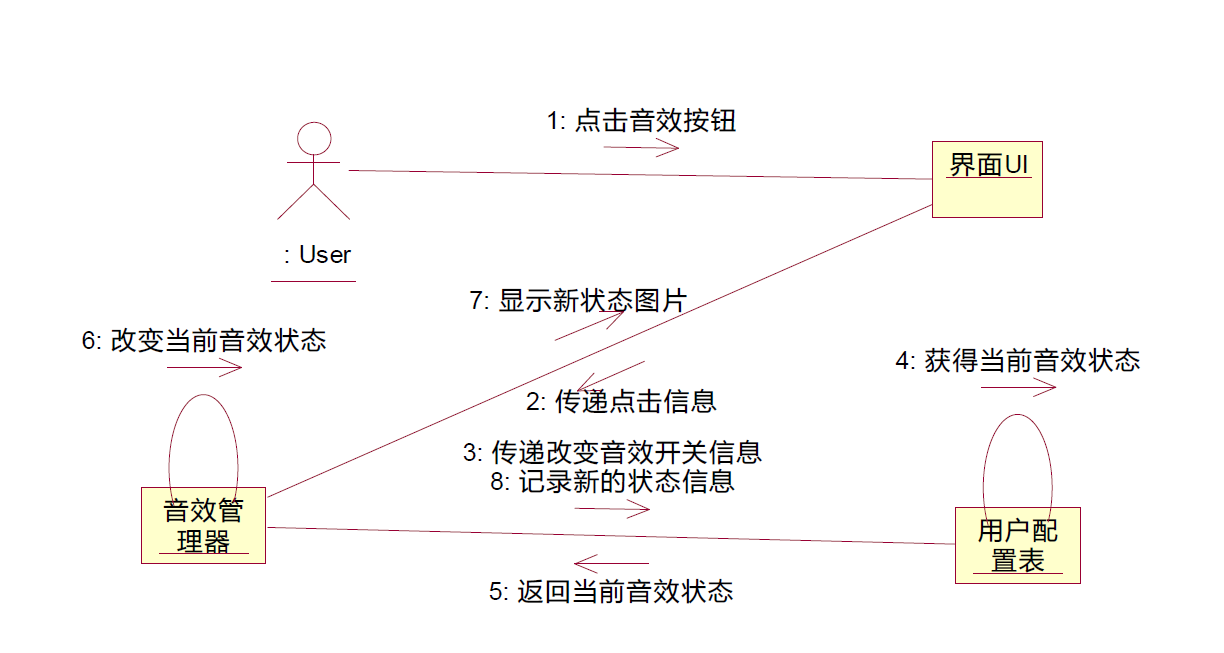 1: 点击音效按钮
界面UI
: User
7: 显示新状态图片
6: 改变当前音效状态
4: 获得当前音效状态
2: 传递点击信息
3: 传递改变音效开关信息
8: 记录新的状态信息
音效管
理器
用户配
置表
5: 返回当前音效状态